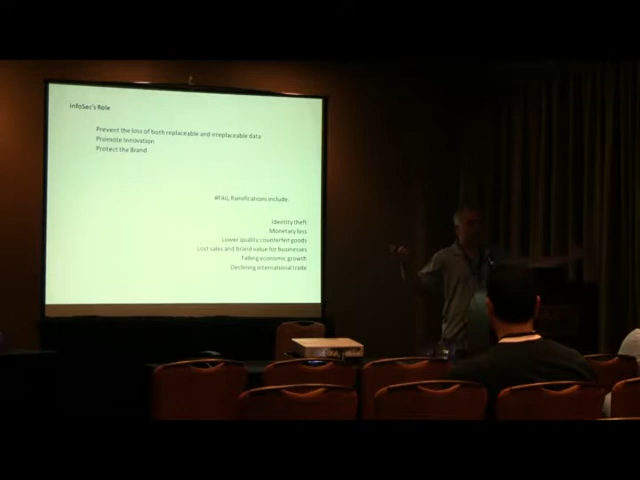 InfoSec's Role
Prevent the loss of both replaceable and irreplaceable data
Promote Innovation
Protect the Brand
#FAIL Ramifications include:
Identity theft
Monetary loss
Lower quality counterfeit goods
Lost sales and brand value for businesses
Falling economic growth
Declining international trade